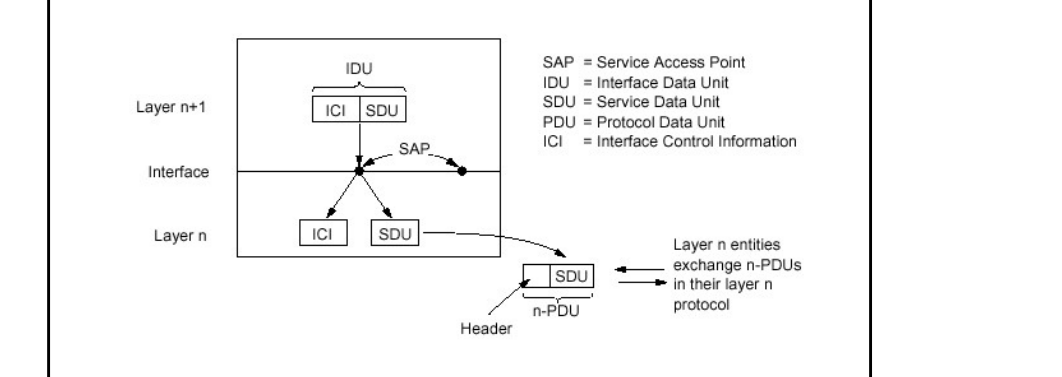 IDU
ICI SDU
Layer n+1
SAP = Service Access Point
IDU = Interface Data Unit
SDU = Service Data Unit
PDU = Protocol Data Unit
ICI = Interface Control Information
SAP
Interface
Layer n
ICI
SDU
SDU
n-PDU
Header
Layer n entities
exchange n-PDUs
in their layer n
protocol